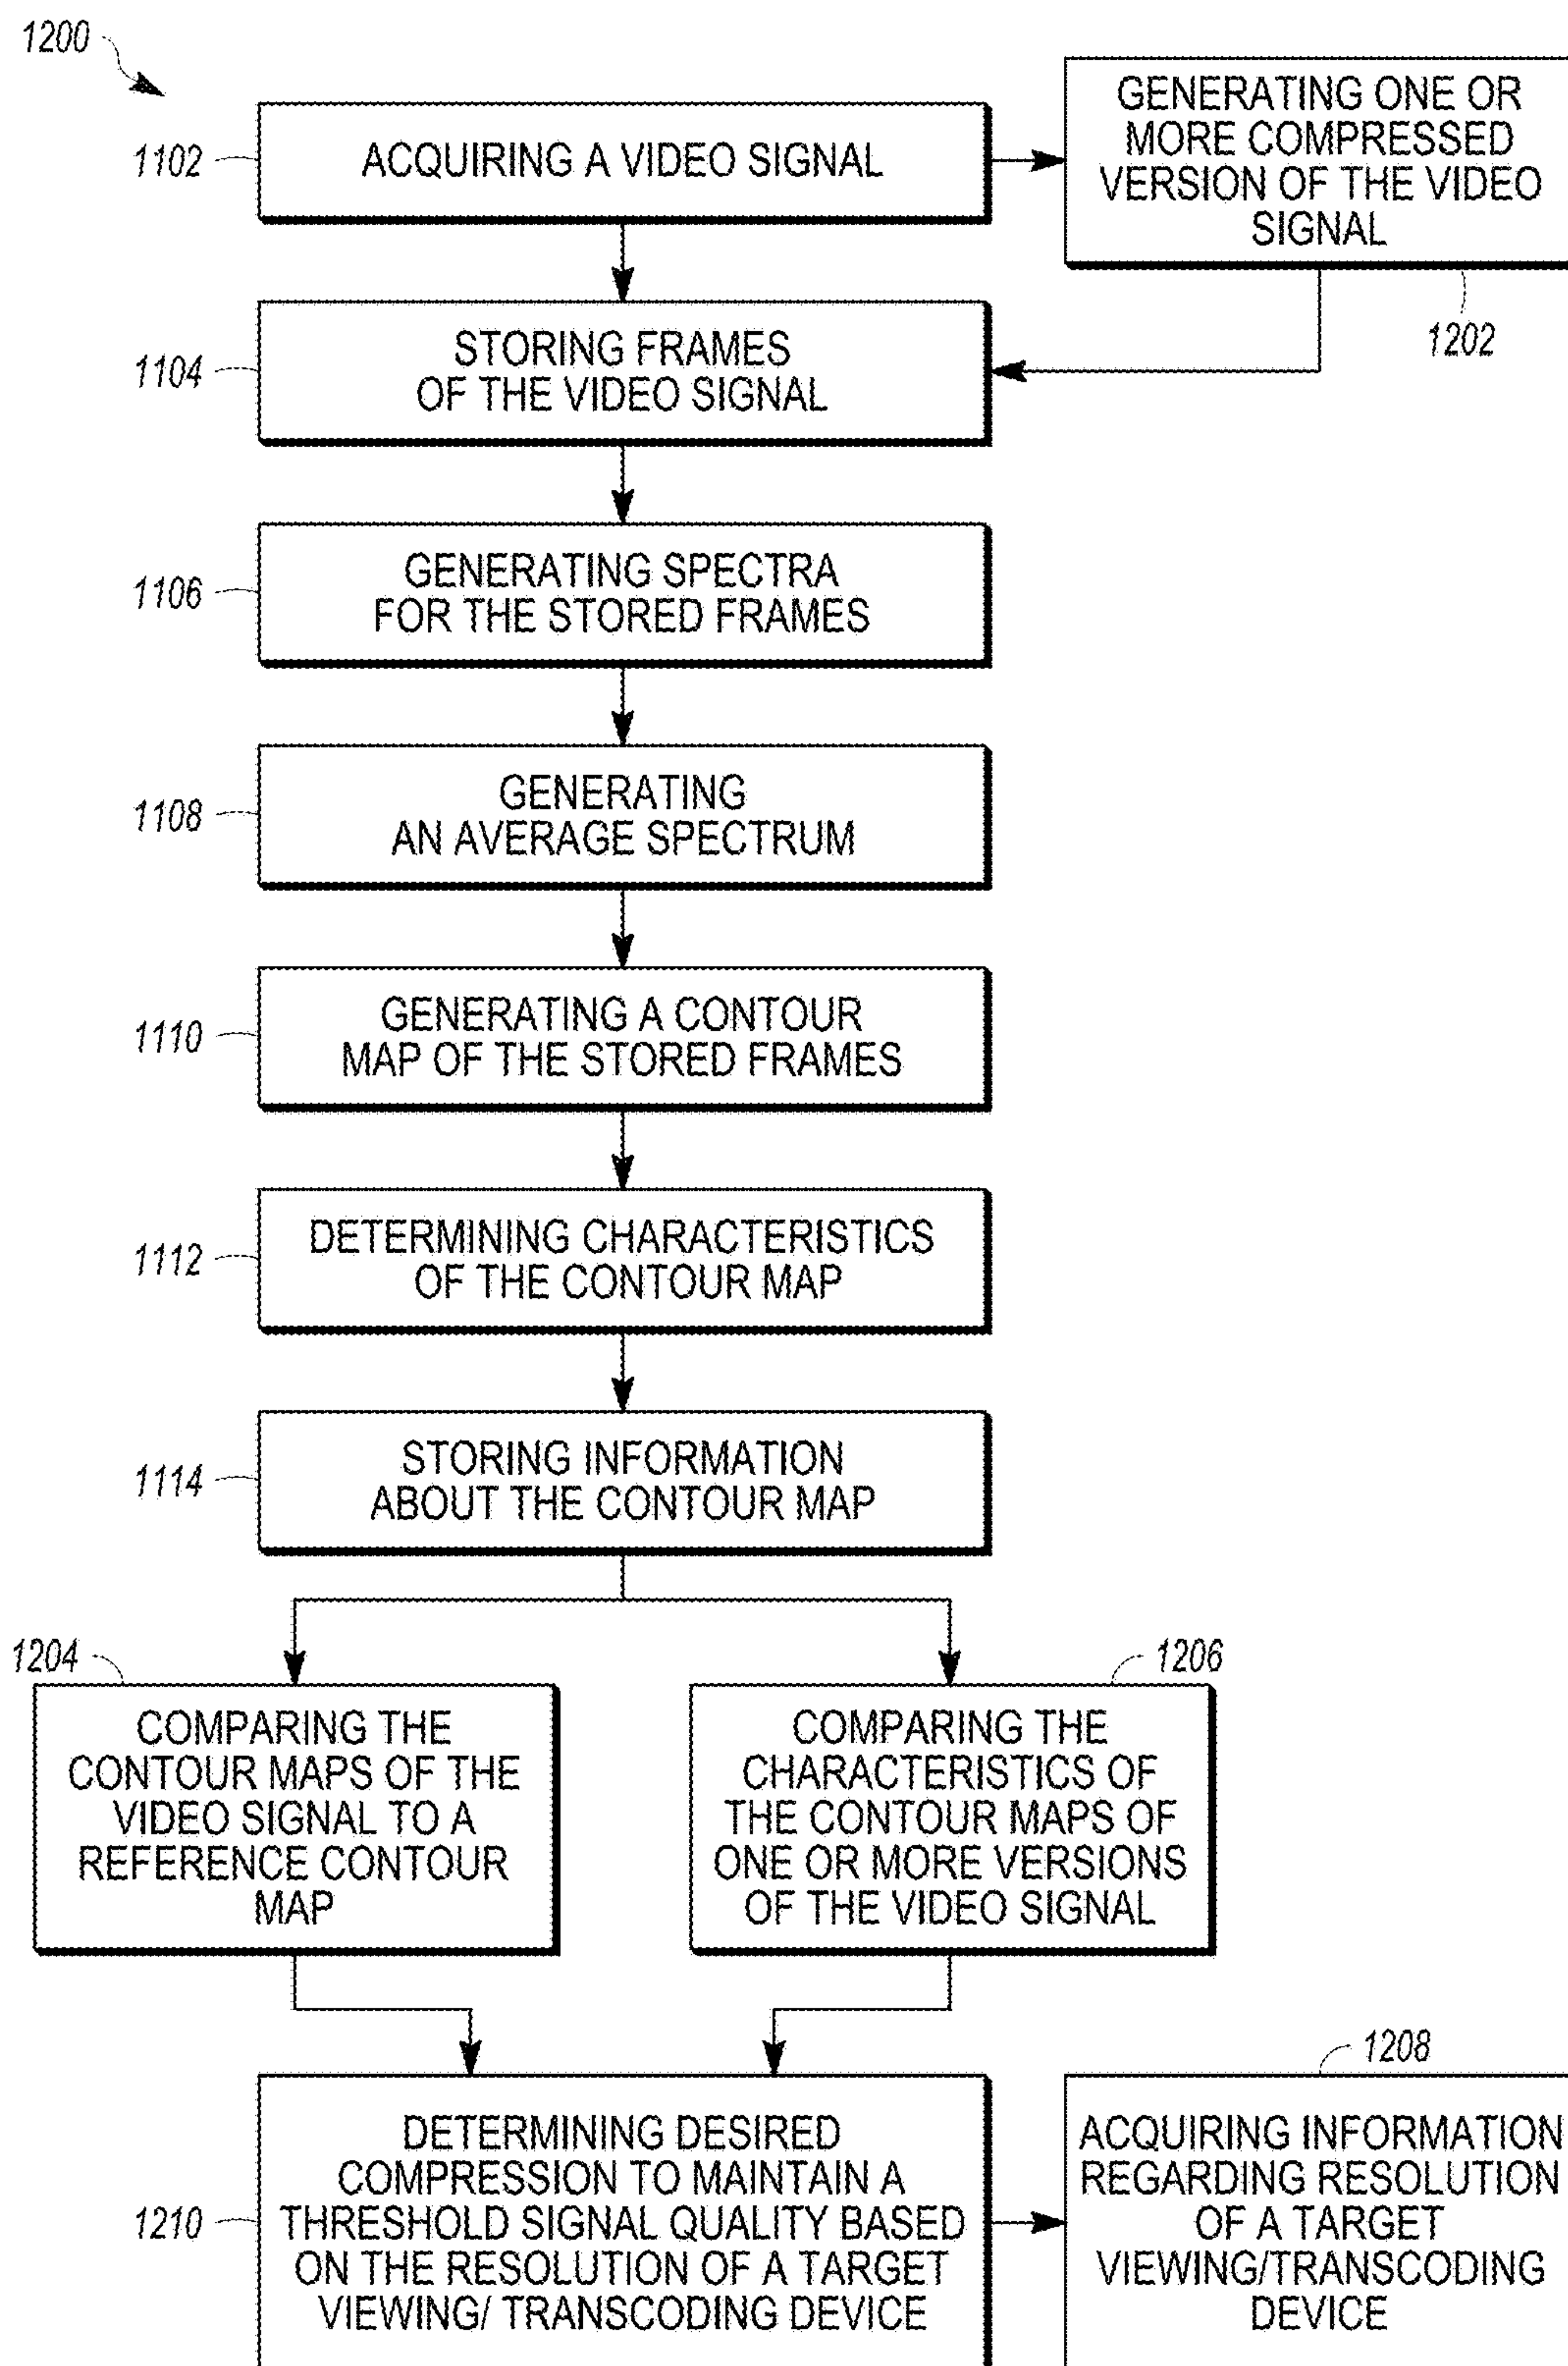 1200
1102
ACQUIRING A VIDEO SIGNAL
GENERATING ONE OR
MORE COMPRESSED
VERSION OF THE VIDEO
SIGNAL
1202
1104
STORING FRAMES
OF THE VIDEO SIGNAL
1106
GENERATING SPECTRA
FOR THE STORED FRAMES
1108
GENERATING
AN AVERAGE SPECTRUM
1110
GENERATING A CONTOUR
MAP OF THE STORED FRAMES
1112
DETERMINING CHARACTERISTICS
OF THE CONTOUR MAP
1114
STORING INFORMATION
ABOUT THE CONTOUR MAP
1204
COMPARING THE
CONTOUR MAPS OF THE
VIDEO SIGNAL TO A
REFERENCE CONTOUR
MAP
1206
COMPARING THE
CHARACTERISTICS OF
THE CONTOUR MAPS OF
ONE OR MORE VERSIONS
OF THE VIDEO SIGNAL
1210
DETERMINING DESIRED
COMPRESSION TO MAINTAIN A
THRESHOLD SIGNAL QUALITY BASED
ON THE RESOLUTION OF A TARGET
VIEWING/ TRANSCODING DEVICE
1208
ACQUIRING INFORMATION
REGARDING RESOLUTION
OF A TARGET
VIEWING/TRANSCODING
DEVICE